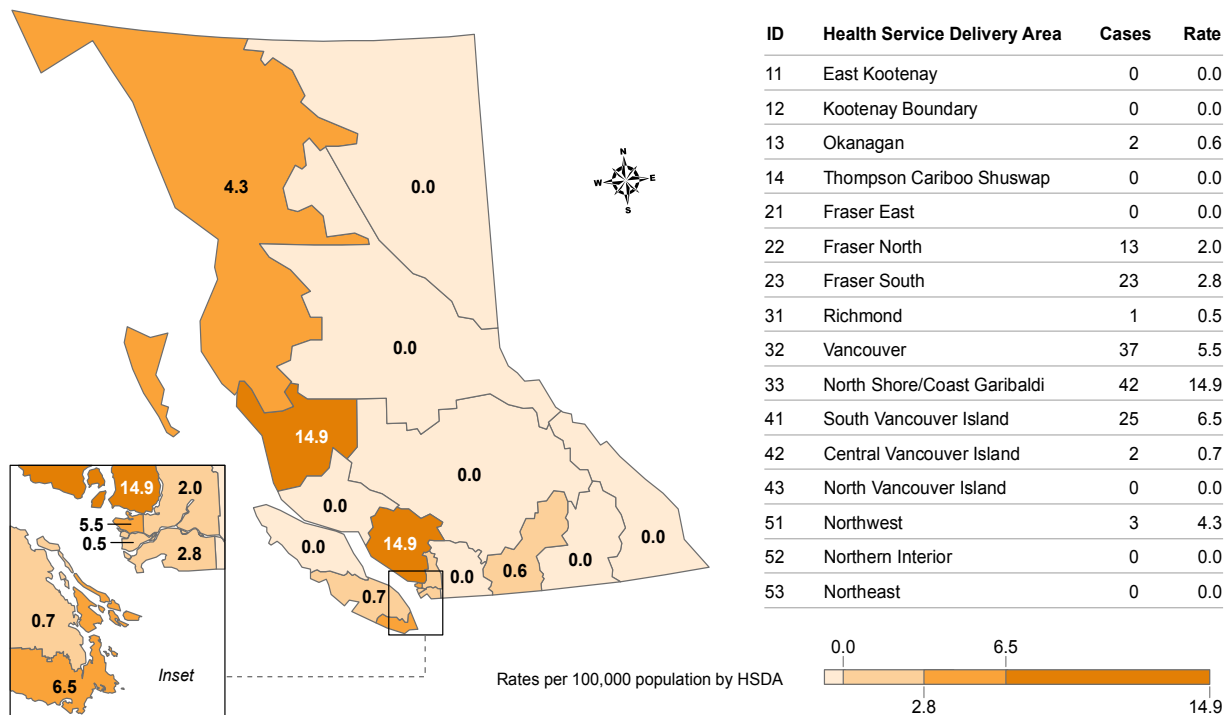 4.3
0.0
0.0
14.9
0.0
0.0
0.0
14.9
0.0
0.6
0.0
0.0
0.7
N
W E
S
14.9
2.0
5.5
0.5
2.8
0.7
6.5
Inset
ID Health Service Delivery Area Cases Rate
11 East Kootenay 0 0.0
12 Kootenay Boundary 0 0.0
13 Okanagan 2 0.6
14 Thompson Cariboo Shuswap 0 0.0
21 Fraser East 0 0.0
22 Fraser North 13 2.0
23 Fraser South 23 2.8
31 Richmond 1 0.5
32 Vancouver 37 5.5
33 North Shore/Coast Garibaldi 42 14.9
41 South Vancouver Island 25 6.5
42 Central Vancouver Island 2 0.7
43 North Vancouver Island 0 0.0
51 Northwest 3 4.3
52 Northern Interior 0 0.0
53 Northeast 0 0.0
Rates per 100,000 population by HSDA
0.0 6.5
2.8 14.9